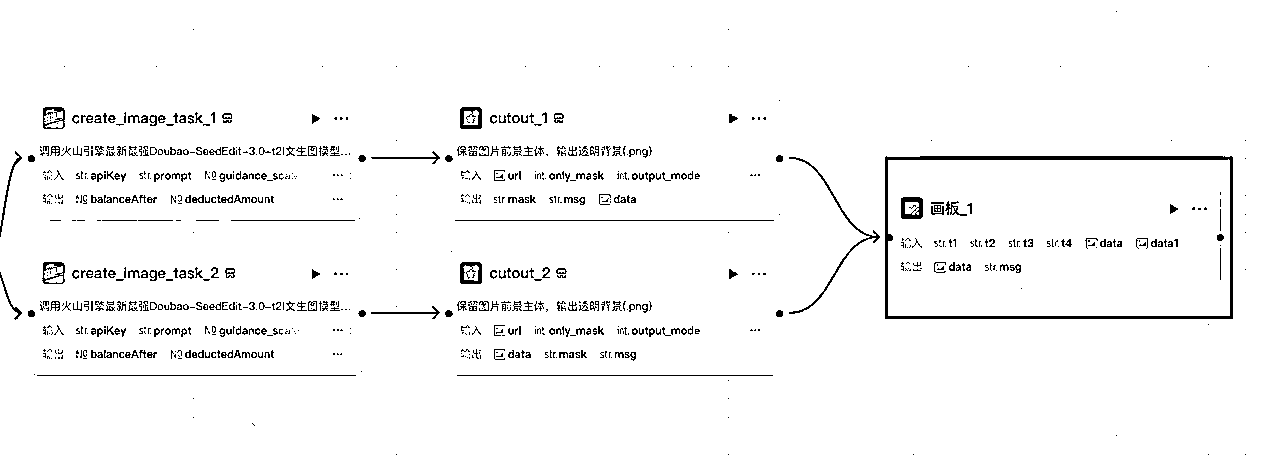 create_image_task_1
调用火山引擎最新最强Doubao-SeedEdit-3.0-t2i文生图模型...
输入 str.apiKey str.prompt №guidance_scale ...
输出 №balanceAfter №deductedAmount ...
cutout_1
保留图片前景主体，输出透明背景(.png)
输入 url int.only_mask int.output_mode ...
输出 str.mask str.msg data
create_image_task_2
调用火山引擎最新最强Doubao-SeedEdit-3.0-t2i文生图模型...
输入 str.apiKey str.prompt №guidance_scale ...
输出 №balanceAfter №deductedAmount ...
cutout_2
保留图片前景主体，输出透明背景(.png)
输入 url int.only_mask int.output_mode ...
输出 data str.mask str.msg
画板_1
输入 str.t1 str.t2 str.t3 str.t4 data data1
输出 data str.msg